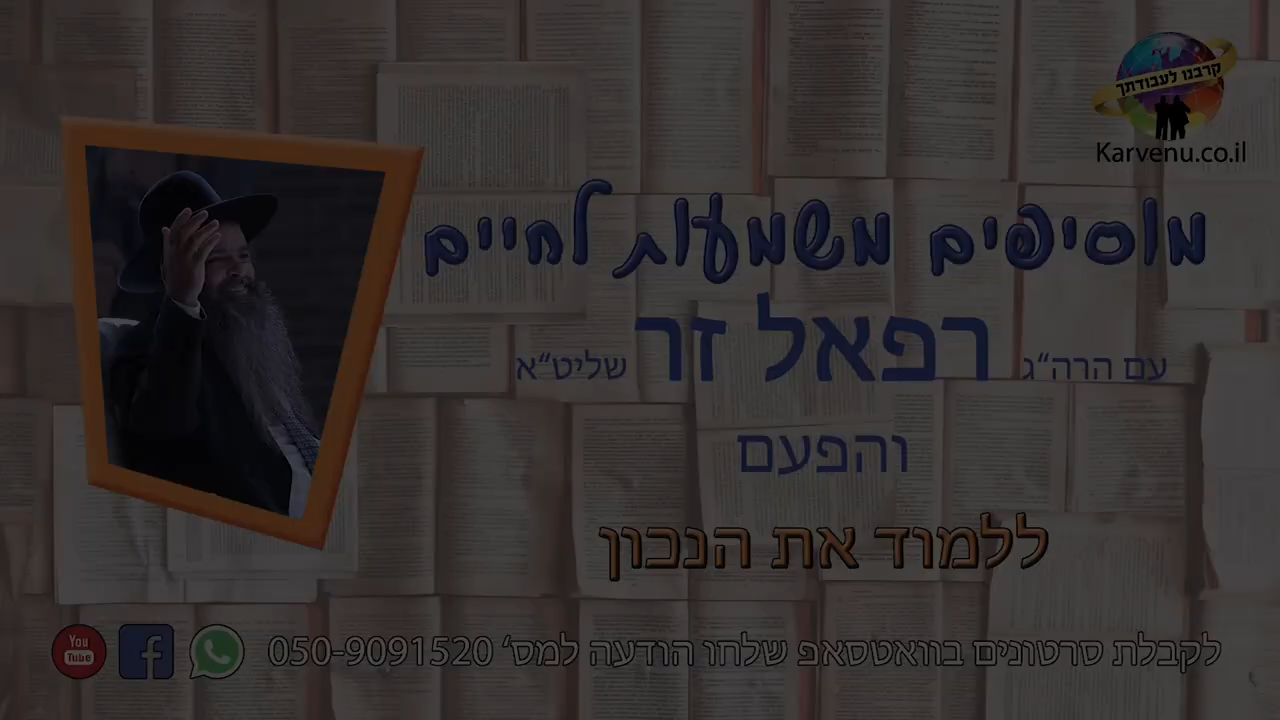 קרבנו לעבודתך
Karvenu.co.il
מוסיפים משמעות לחיים
עם הרה״ג רפאל זר שליט״א
והפעם
ללמוד את הנכון
לקבלת סרטונים בוואטסאפ שלחו הודעה למס׳ 050-9091520
You
Tube